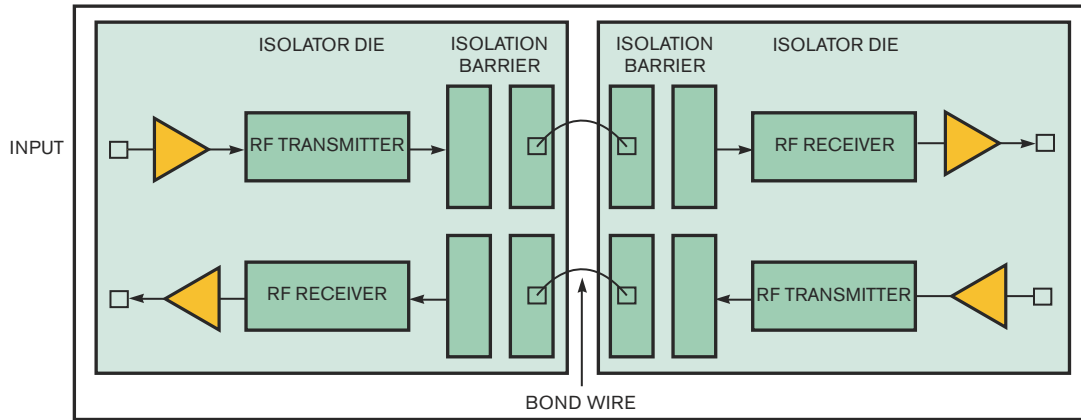 ISOLATOR DIE
ISOLATION
BARRIER
ISOLATION
BARRIER
ISOLATOR DIE
INPUT
RF TRANSMITTER
RF RECEIVER
RF RECEIVER
RF TRANSMITTER
BOND WIRE